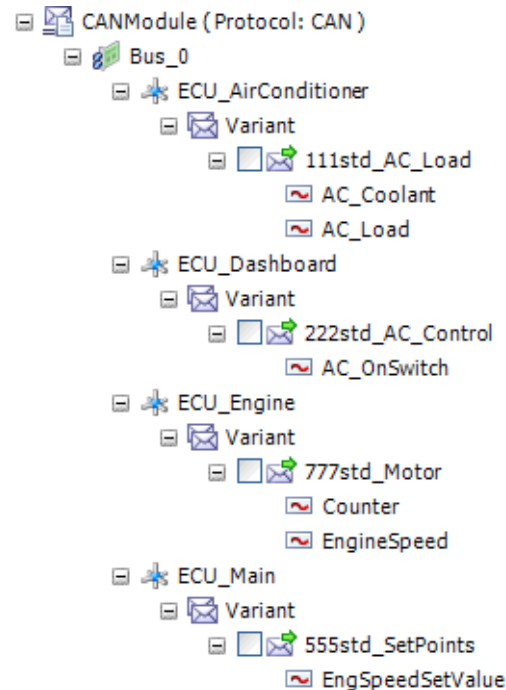 CANModule (Protocol: CAN )
Bus_0
ECU_AirConditioner
Variant
111std_AC_Load
AC_Coolant
AC_Load
ECU_Dashboard
Variant
222std_AC_Control
AC_OnSwitch
ECU_Engine
Variant
777std_Motor
Counter
EngineSpeed
ECU_Main
Variant
555std_SetPoints
EngSpeedSetValue